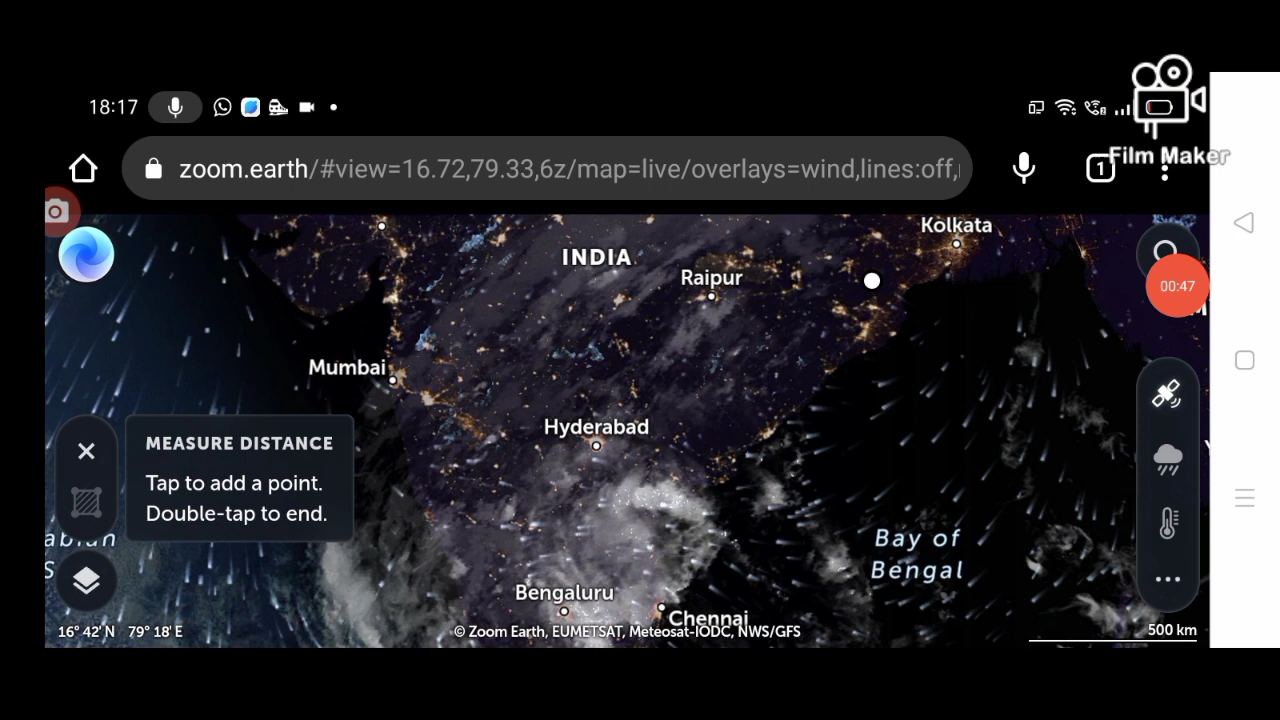 18:17
Film Maker
zoom.earth/#view=16.72,79.33,6z/map=live/overlays=wind,lines:off,
1
Kolkata
INDIA
Raipur
00:47
M
Mumbai
MEASURE DISTANCE
Tap to add a point.
Double-tap to end.
Hyderabad
Bay of
Bengal
Bengaluru
Chennai
16° 42' N 79° 18' E
© Zoom Earth, EUMETSAT, Meteosat-IODC, NWS/GFS
500 km